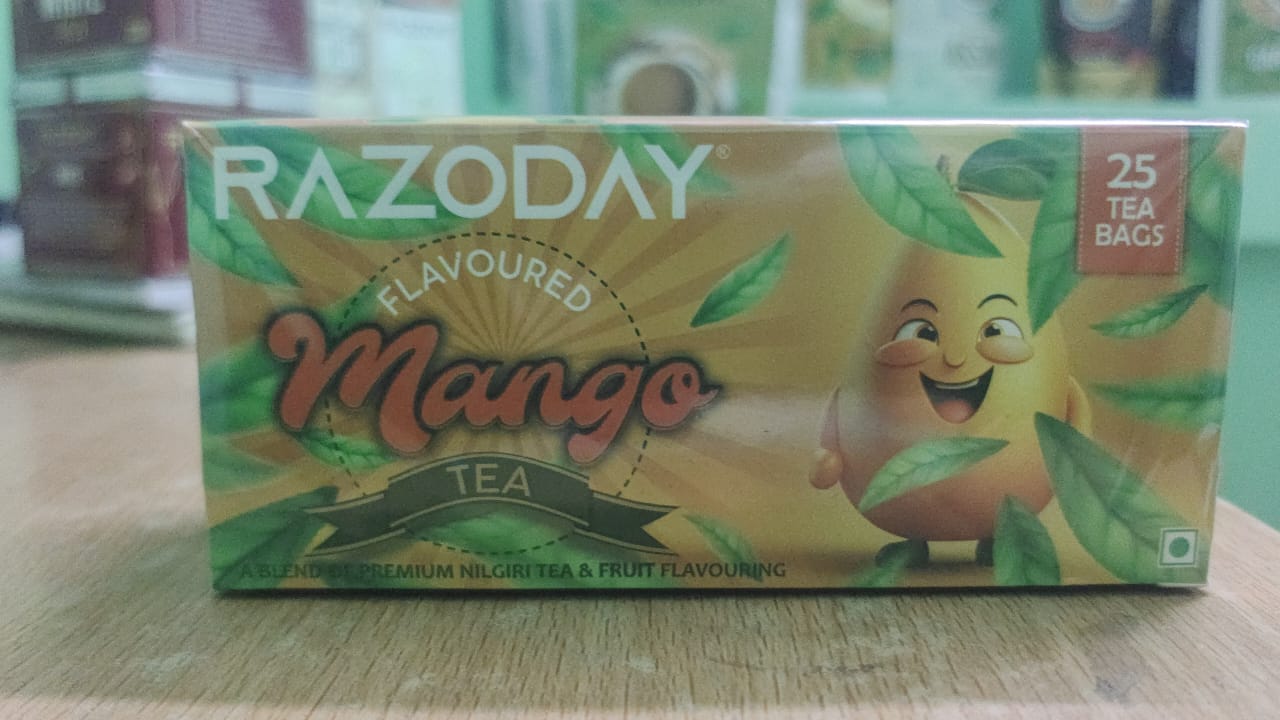 RAZODAY®
25
TEA
BAGS
FLAVOURED
Mango
TEA
A BLEND OF PREMIUM NILGIRI TEA & FRUIT FLAVOURING